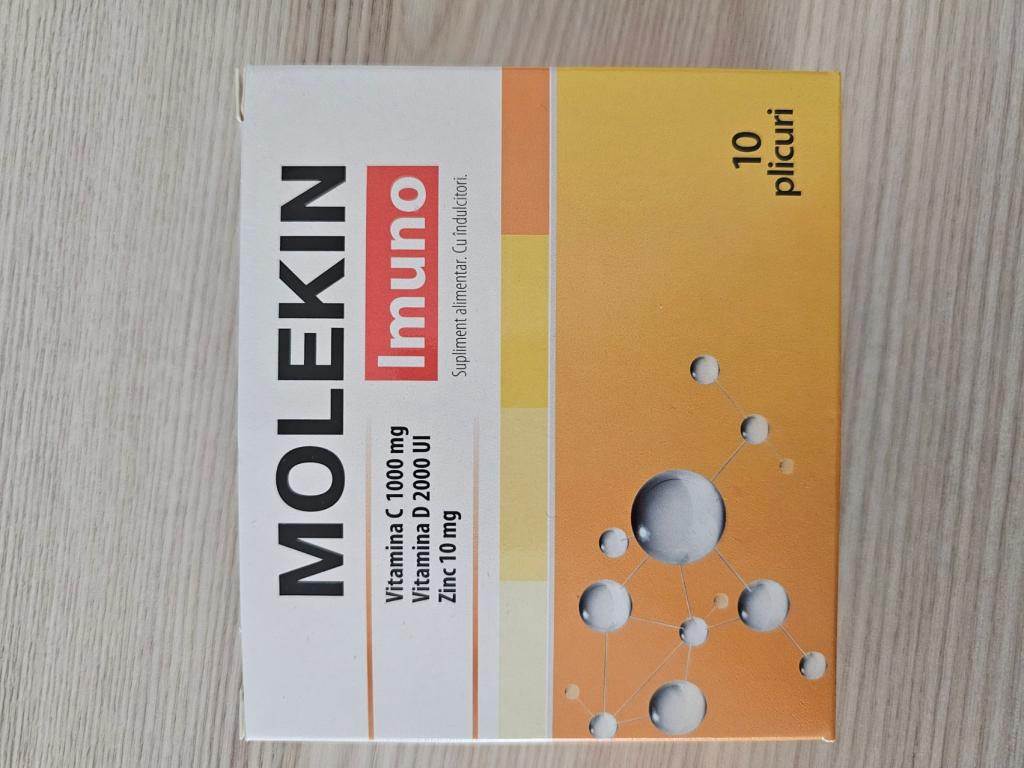 MOLEKIN
Imuno
Vitamina C 1000 mg
Vitamina D 2000 UI
Zinc 10 mg
Supliment alimentar. Cu îndulcitori.
10
plicuri